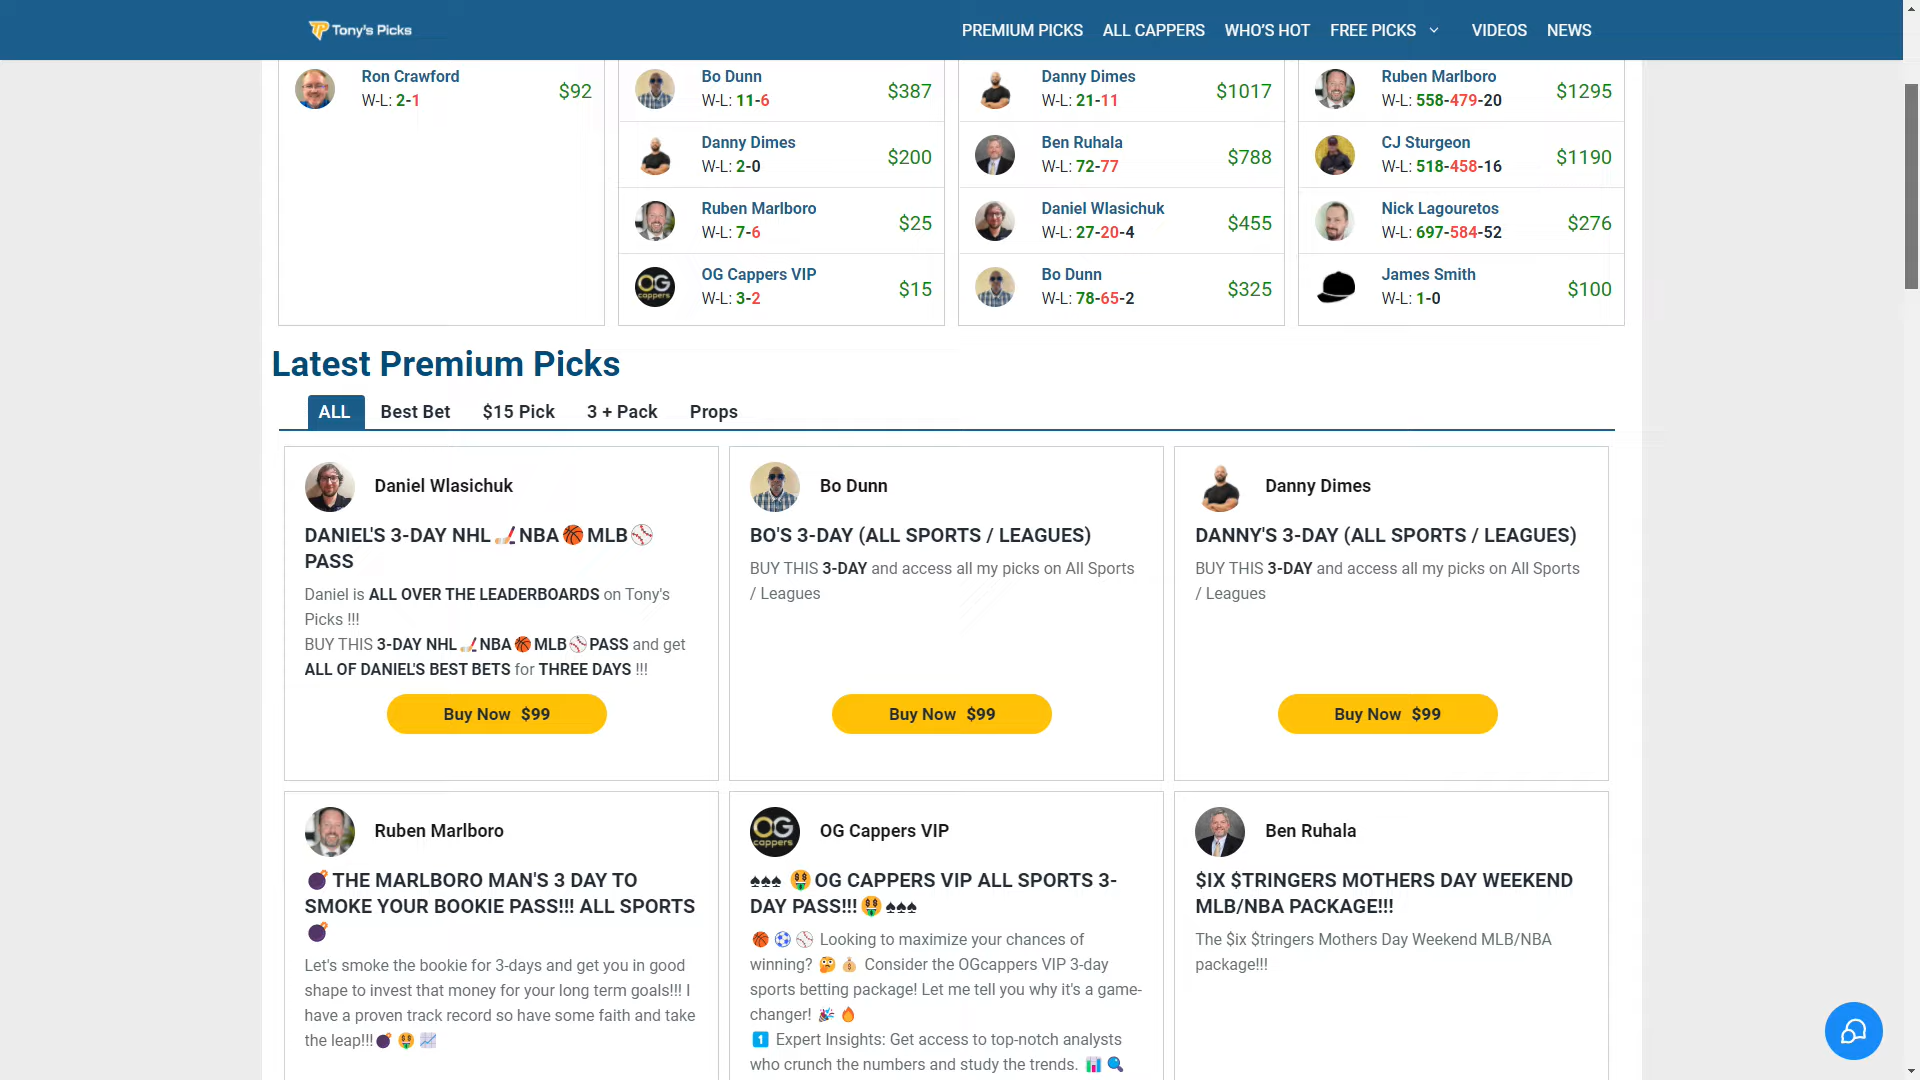 Tony's Picks
PREMIUM PICKS
ALL CAPPERS
WHO'S HOT
FREE PICKS
VIDEOS
NEWS
Ron Crawford
W-L: 2-1
$92
Bo Dunn
W-L: 11-6
$387
Danny Dimes
W-L: 2-0
$200
Ruben Marlboro
W-L: 7-6
$25
OG Cappers VIP
W-L: 3-2
$15
OG
cappers
Danny Dimes
W-L: 21-11
$1017
Ben Ruhala
W-L: 72-77
$788
Daniel Wlasichuk
W-L: 27-20-4
$455
Bo Dunn
W-L: 78-65-2
$325
Ruben Marlboro
W-L: 558-479-20
$1295
CJ Sturgeon
W-L: 518-458-16
$1190
Nick Lagouretos
W-L: 697-584-52
$276
James Smith
W-L: 1-0
$100
Latest Premium Picks
ALL
Best Bet
$15 Pick
3 + Pack
Props
Daniel Wlasichuk
DANIEL'S 3-DAY NHL🏒NBA🏀MLB⚾
PASS
Daniel is ALL OVER THE LEADERBOARDS on Tony's
Picks !!!
BUY THIS 3-DAY NHL🏒NBA🏀MLB⚾PASS and get
ALL OF DANIEL'S BEST BETS for THREE DAYS !!!
Buy Now $99
Bo Dunn
BO'S 3-DAY (ALL SPORTS / LEAGUES)
BUY THIS 3-DAY and access all my picks on All Sports
/ Leagues
Buy Now $99
Danny Dimes
DANNY'S 3-DAY (ALL SPORTS / LEAGUES)
BUY THIS 3-DAY and access all my picks on All Sports
/ Leagues
Buy Now $99
Ruben Marlboro
💣THE MARLBORO MAN'S 3 DAY TO
SMOKE YOUR BOOKIE PASS!!! ALL SPORTS
💣
Let's smoke the bookie for 3-days and get you in good
shape to invest that money for your long term goals!!! I
have a proven track record so have some faith and take
the leap!!!💣 🤑 📈
OG
cappers
OG Cappers VIP
♠♠♠ 🤑OG CAPPERS VIP ALL SPORTS 3-
DAY PASS!!!🤑♠♠♠
🏀 ⚽ ⚾ Looking to maximize your chances of
winning? 🤔 💰 Consider the OGcappers VIP 3-day
sports betting package! Let me tell you why it's a game-
changer! 🎉 🔥
1️⃣ Expert Insights: Get access to top-notch analysts
who crunch the numbers and study the trends. 📊 🔍
Ben Ruhala
$IX $TRINGERS MOTHERS DAY WEEKEND
MLB/NBA PACKAGE!!!
The $ix $tringers Mothers Day Weekend MLB/NBA
package!!!